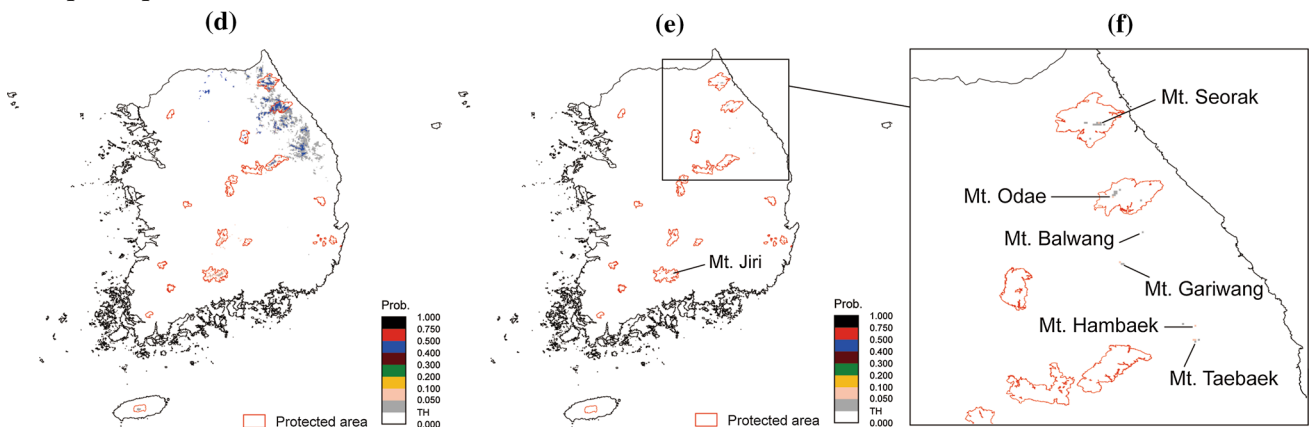 (d)
(e)
(f)
Mt. Jiri
Prob.
1.000
0.750
0.500
0.400
0.300
0.200
0.100
0.050
TH
0.000
Protected area
Prob.
1.000
0.750
0.500
0.400
0.300
0.200
0.100
0.050
TH
0.000
Protected area
Mt. Seorak
Mt. Odae
Mt. Balwang
Mt. Gariwang
Mt. Hambaek
Mt. Taebaek